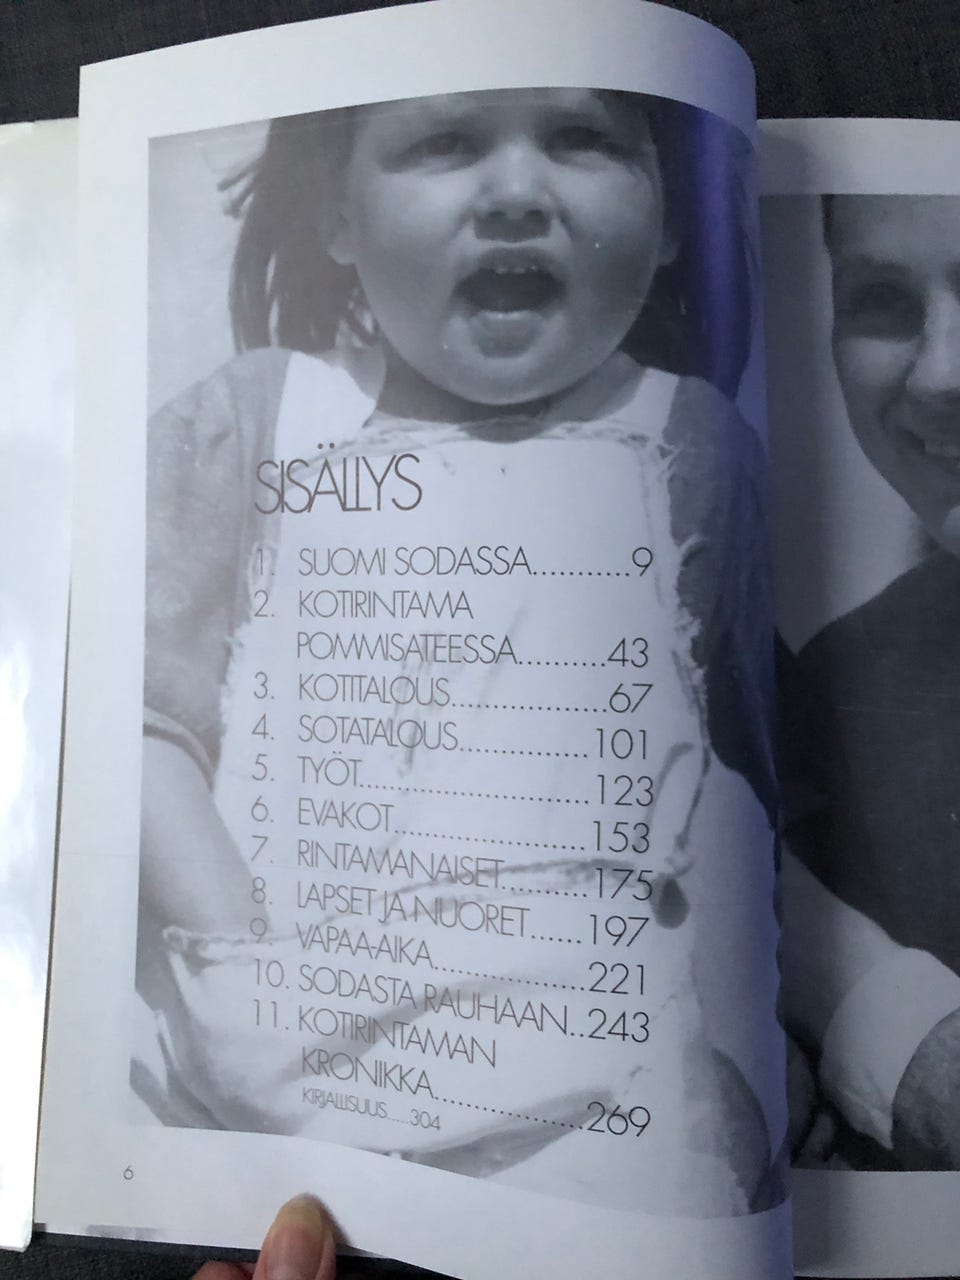 SISÄLLYS
1. SUOMI SODASSA...........9
2. KOTIRINTAMA
POMMISATEESSA..........43
3. KOTITALOUS..................67
4. SOTATALOUS...............101
5. TYÖT...........................123
6. EVAKOT......................153
7. RINTAMANAISET..........175
8. LAPSET JA NUORET......197
9. VAPAA-AIKA.................221
10. SODASTA RAUHAAN..243
11. KOTIRINTAMAN
KRONIKKA..................269
KIRJALLISUUS.....304
6